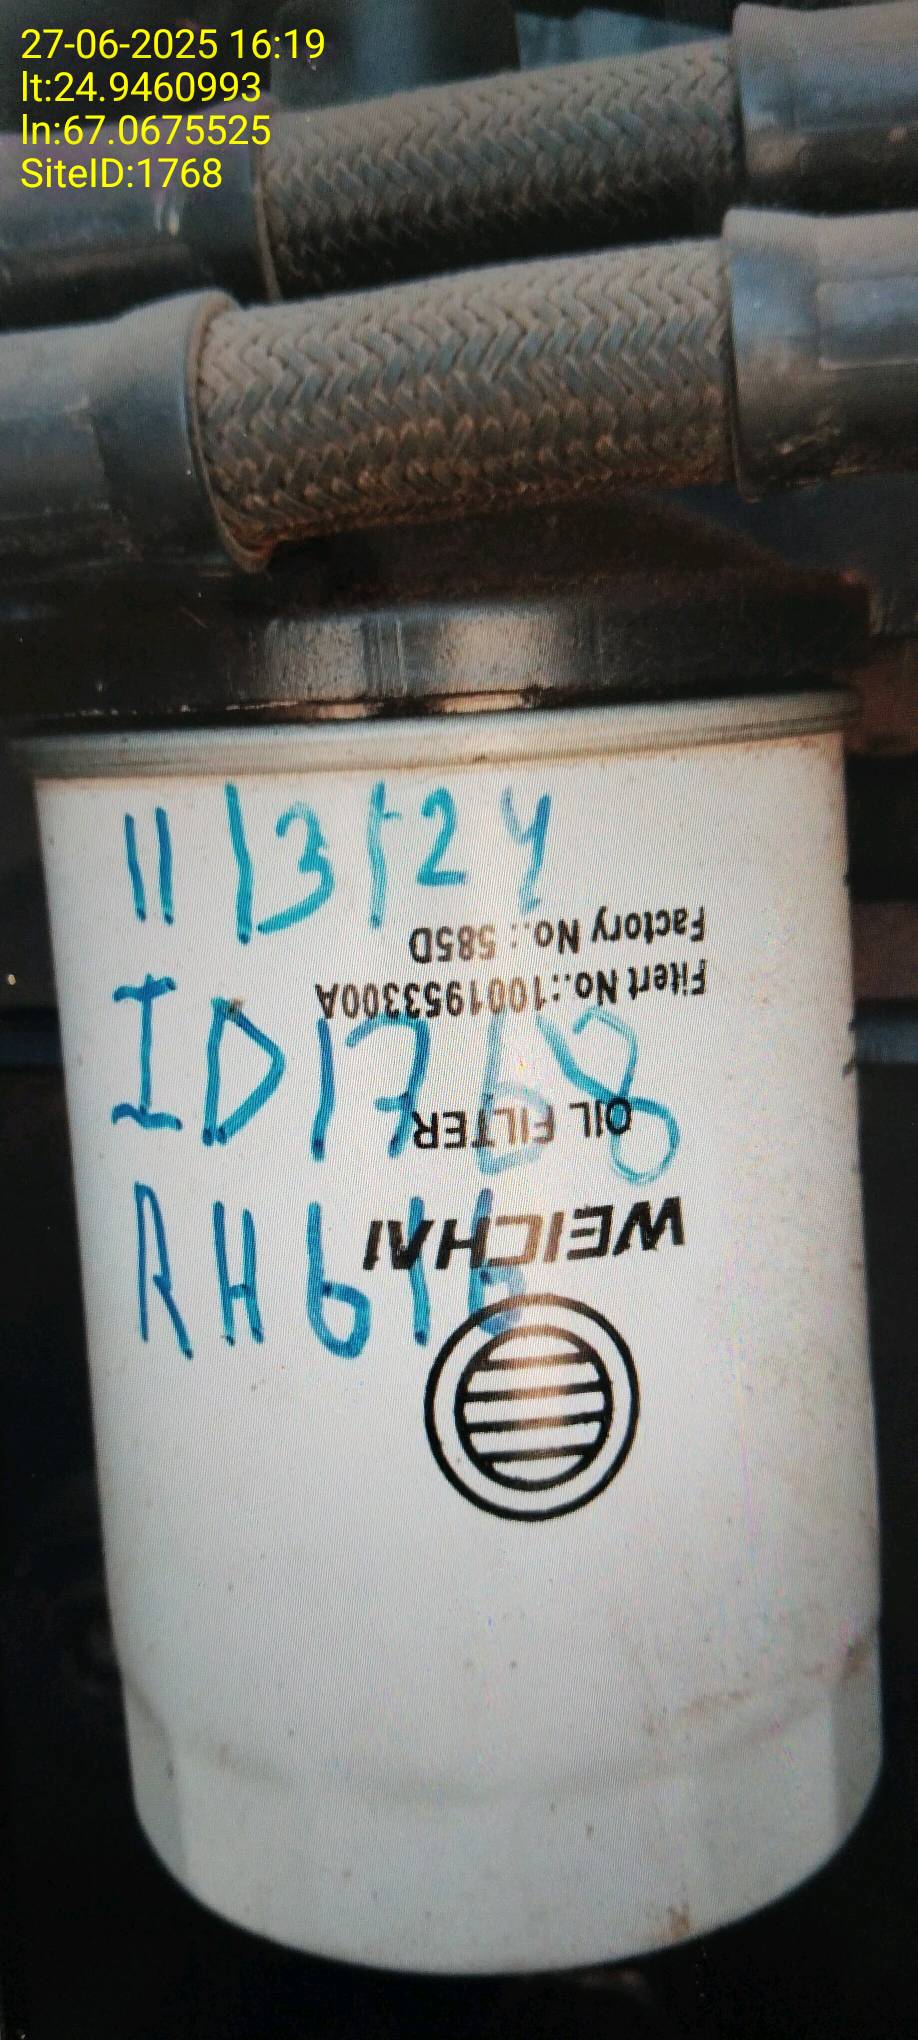 27-06-2025 16:19
lt:24.9460993
ln:67.0675525
SiteID:1768
11/3/24
Factory No.: 585D
Fitert No.:1001953300A
ID1768
OIL FILTER
WEICHAI
RH616